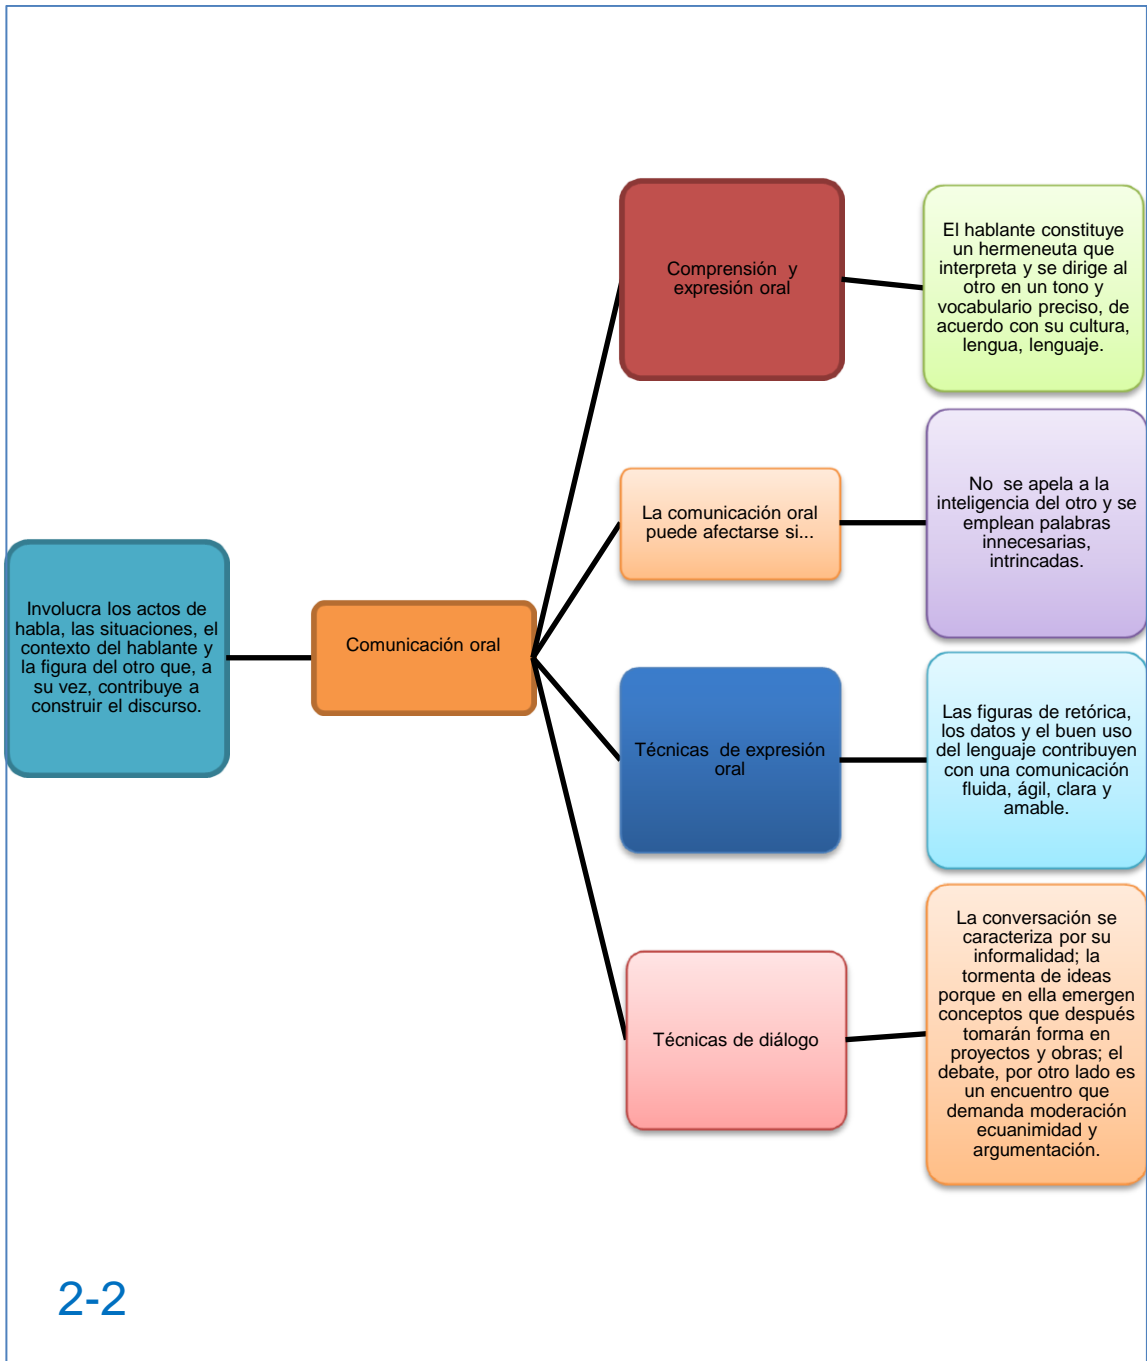 Involucra los actos de
habla, las situaciones, el
contexto del hablante y
la figura del otro que, a
su vez, contribuye a
construir el discurso.
Comunicación oral
Comprensión y
expresión oral
El hablante constituye
un hermeneuta que
interpreta y se dirige al
otro en un tono y
vocabulario preciso, de
acuerdo con su cultura,
lengua, lenguaje.
La comunicación oral
puede afectarse si...
No se apela a la
inteligencia del otro y se
emplean palabras
innecesarias,
intrincadas.
Técnicas de expresión
oral
Las figuras de retórica,
los datos y el buen uso
del lenguaje contribuyen
con una comunicación
fluida, ágil, clara y
amable.
Técnicas de diálogo
La conversación se
caracteriza por su
informalidad; la
tormenta de ideas
porque en ella emergen
conceptos que después
tomarán forma en
proyectos y obras; el
debate, por otro lado es
un encuentro que
demanda moderación
ecuanimidad y
argumentación.
2-2